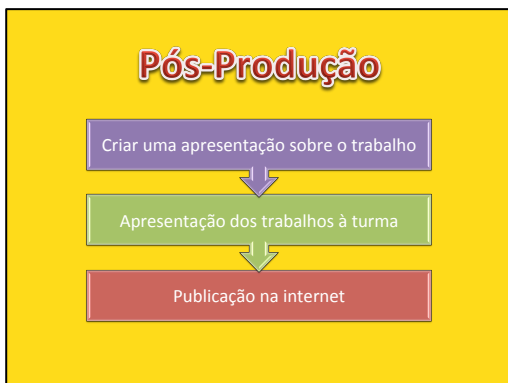 Pós-Produção
Criar uma apresentação sobre o trabalho
Apresentação dos trabalhos à turma
Publicação na internet